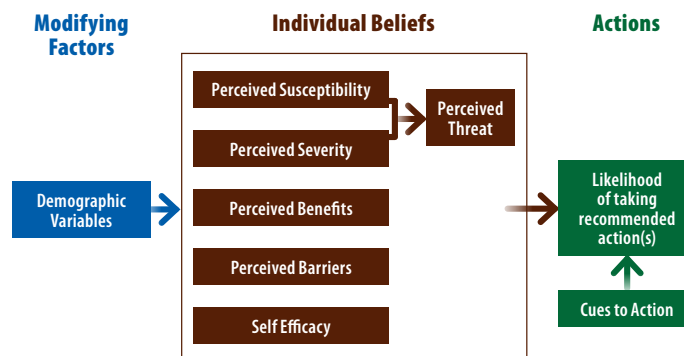 Modifying
Factors
Individual Beliefs
Actions
Perceived Susceptibility
Perceived
Threat
Perceived Severity
Demographic
Variables
Perceived Benefits
Likelihood
of taking
recommended
action(s)
Perceived Barriers
Cues to Action
Self Efficacy